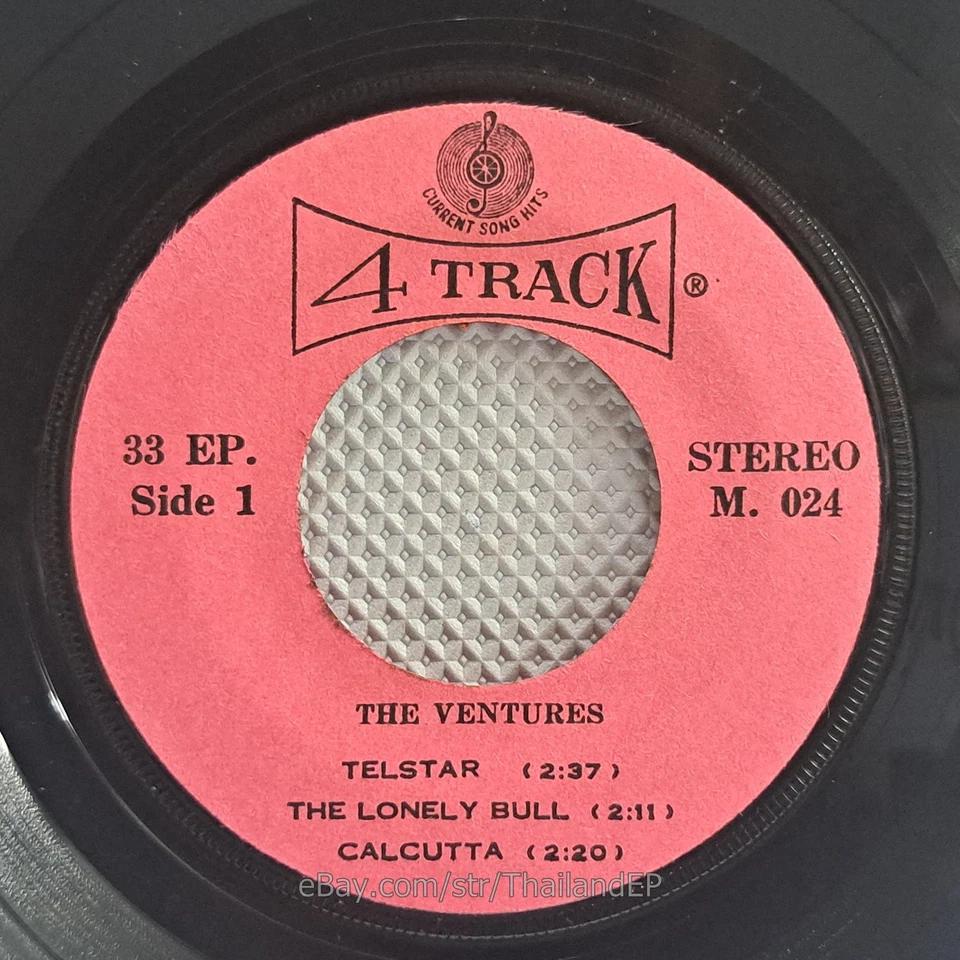 CURRENT SONG HITS
4 TRACK ®
33 EP.
Side 1
STEREO
M. 024
THE VENTURES
TELSTAR (2:37)
THE LONELY BULL (2:11)
CALCUTTA (2:20)
eBay.com/str/ThailandEP